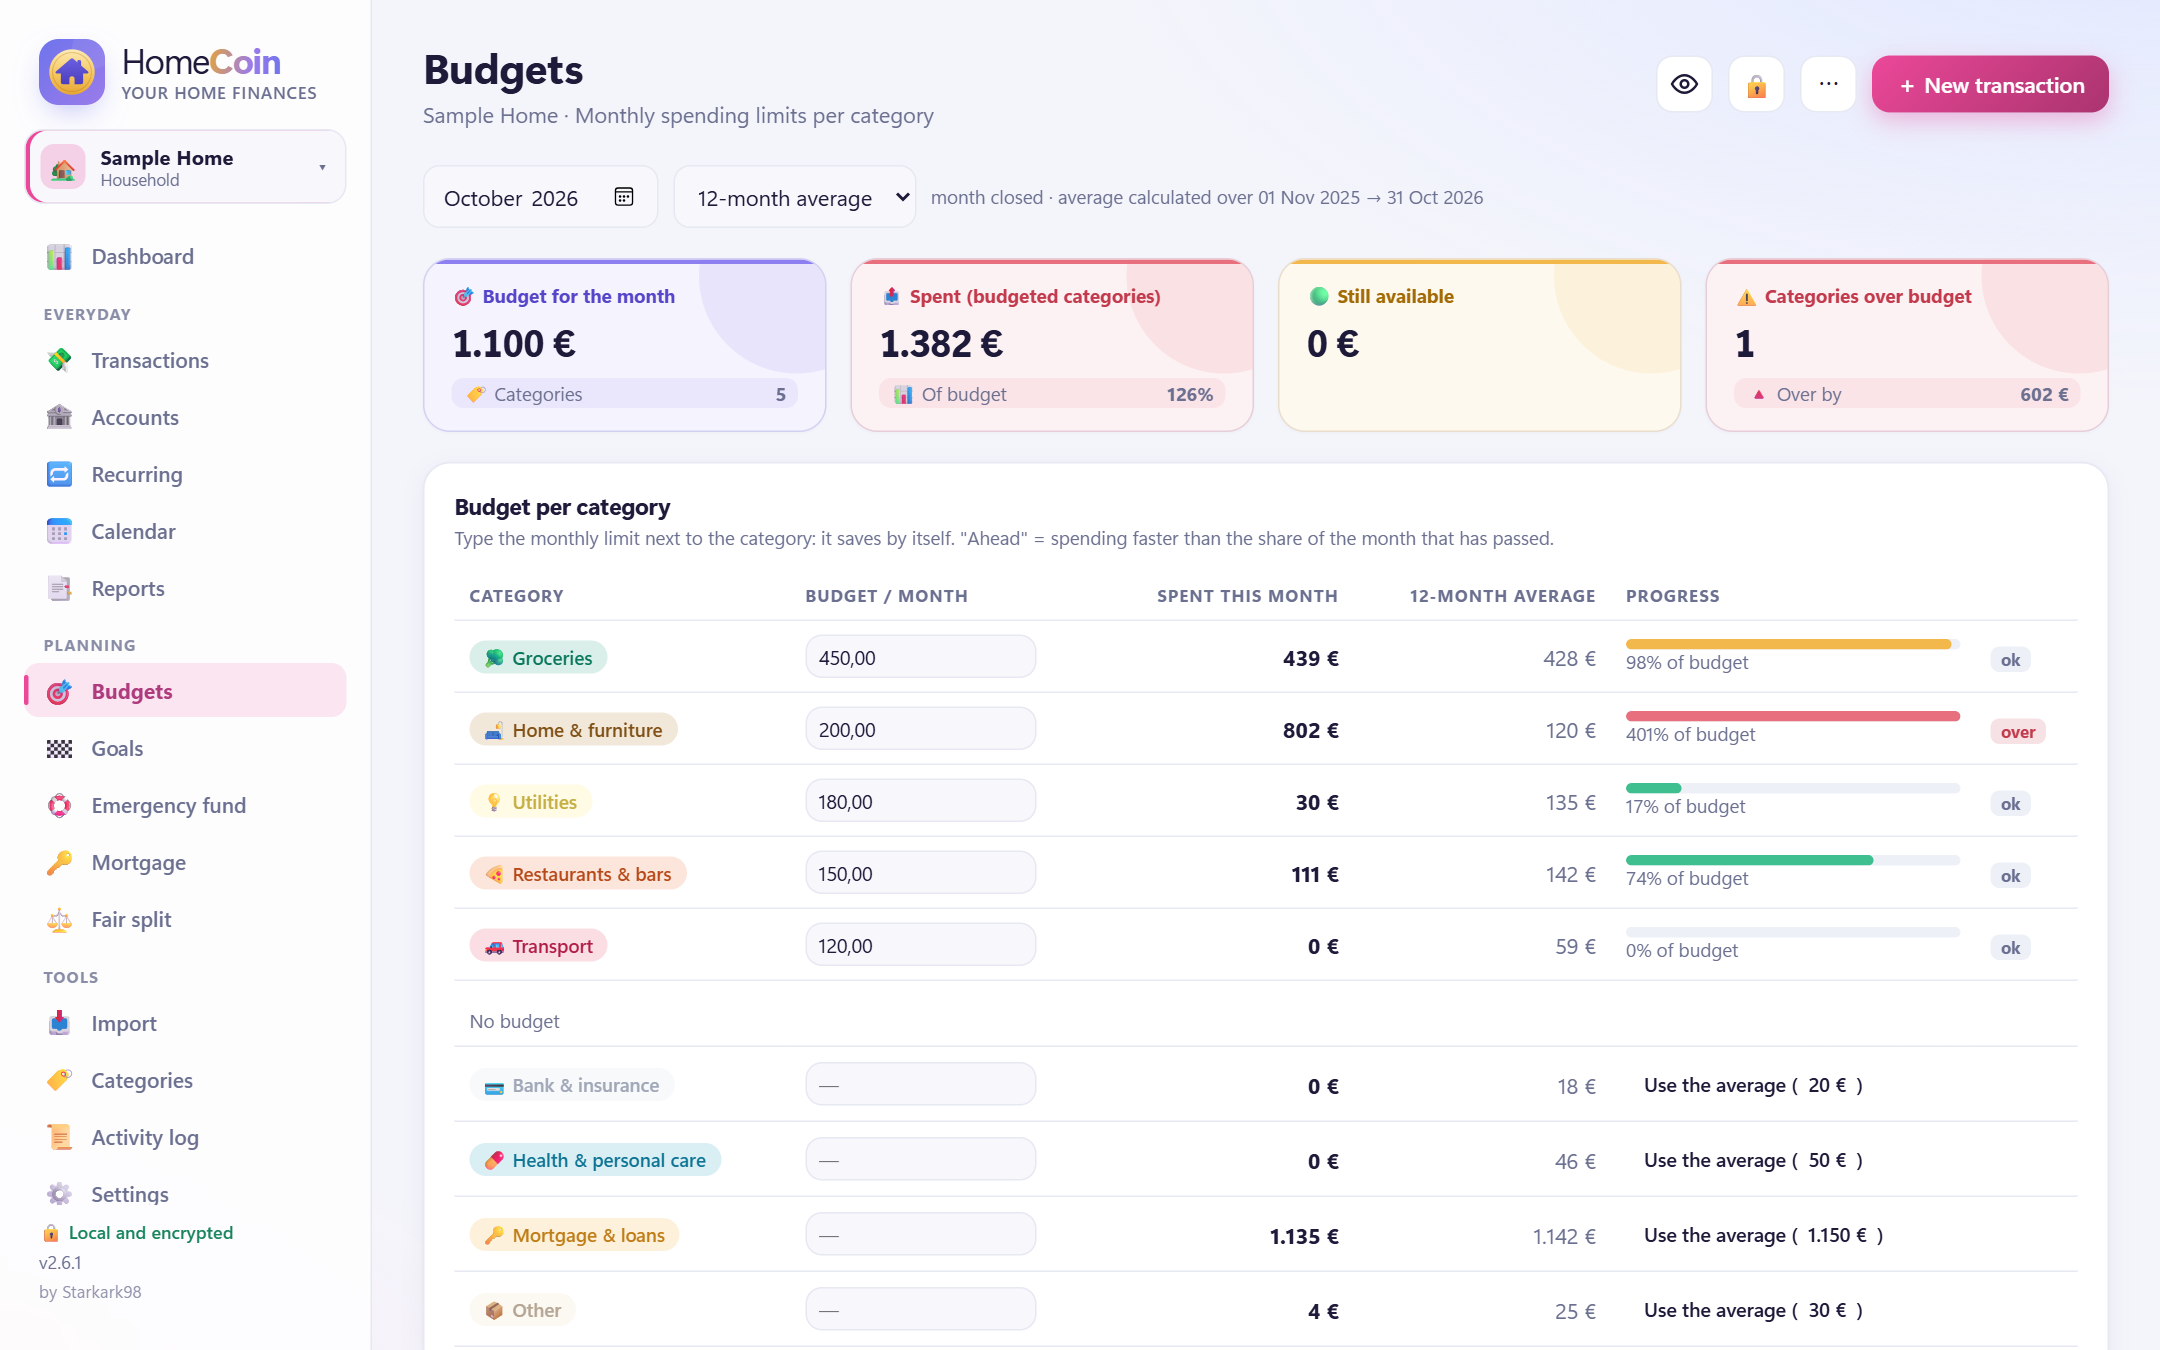 HomeCoin
YOUR HOME FINANCES
Sample Home
Household
Dashboard
EVERYDAY
Transactions
Accounts
Recurring
Calendar
Reports
PLANNING
Budgets
Goals
Emergency fund
Mortgage
Fair split
TOOLS
Import
Categories
Activity log
Settings
Local and encrypted
v2.6.1
by Starkark98
Budgets
Sample Home · Monthly spending limits per category
+ New transaction
October 2026
12-month average
month closed · average calculated over 01 Nov 2025 → 31 Oct 2026
Budget for the month
1.100 €
Categories 5
Spent (budgeted categories)
1.382 €
Of budget 126%
Still available
0 €
Categories over budget
1
Over by 602 €
Budget per category
Type the monthly limit next to the category: it saves by itself. "Ahead" = spending faster than the share of the month that has passed.
CATEGORY BUDGET / MONTH SPENT THIS MONTH 12-MONTH AVERAGE PROGRESS
Groceries 450,00 439 € 428 € 98% of budget ok
Home & furniture 200,00 802 € 120 € 401% of budget over
Utilities 180,00 30 € 135 € 17% of budget ok
Restaurants & bars 150,00 111 € 142 € 74% of budget ok
Transport 120,00 0 € 59 € 0% of budget ok
No budget
Bank & insurance — 0 € 18 € Use the average ( 20 € )
Health & personal care — 0 € 46 € Use the average ( 50 € )
Mortgage & loans — 1.135 € 1.142 € Use the average ( 1.150 € )
Other — 4 € 25 € Use the average ( 30 € )